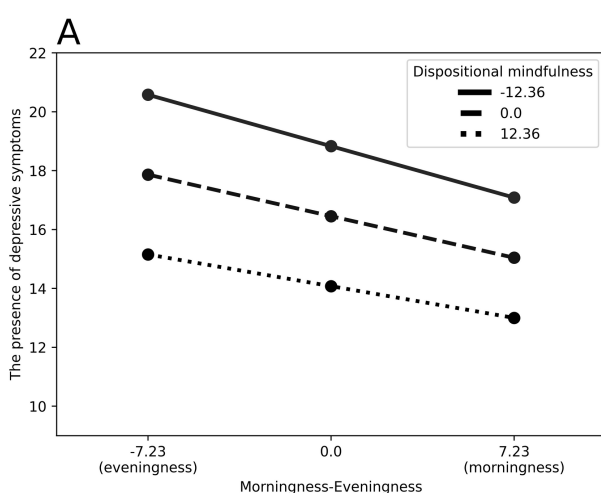 A
22
20
18
16
14
12
10
The presence of depressive symptoms
Dispositional mindfulness
-12.36
0.0
12.36
-7.23
(eveningness)
0.0
7.23
(morningness)
Morningness-Eveningness